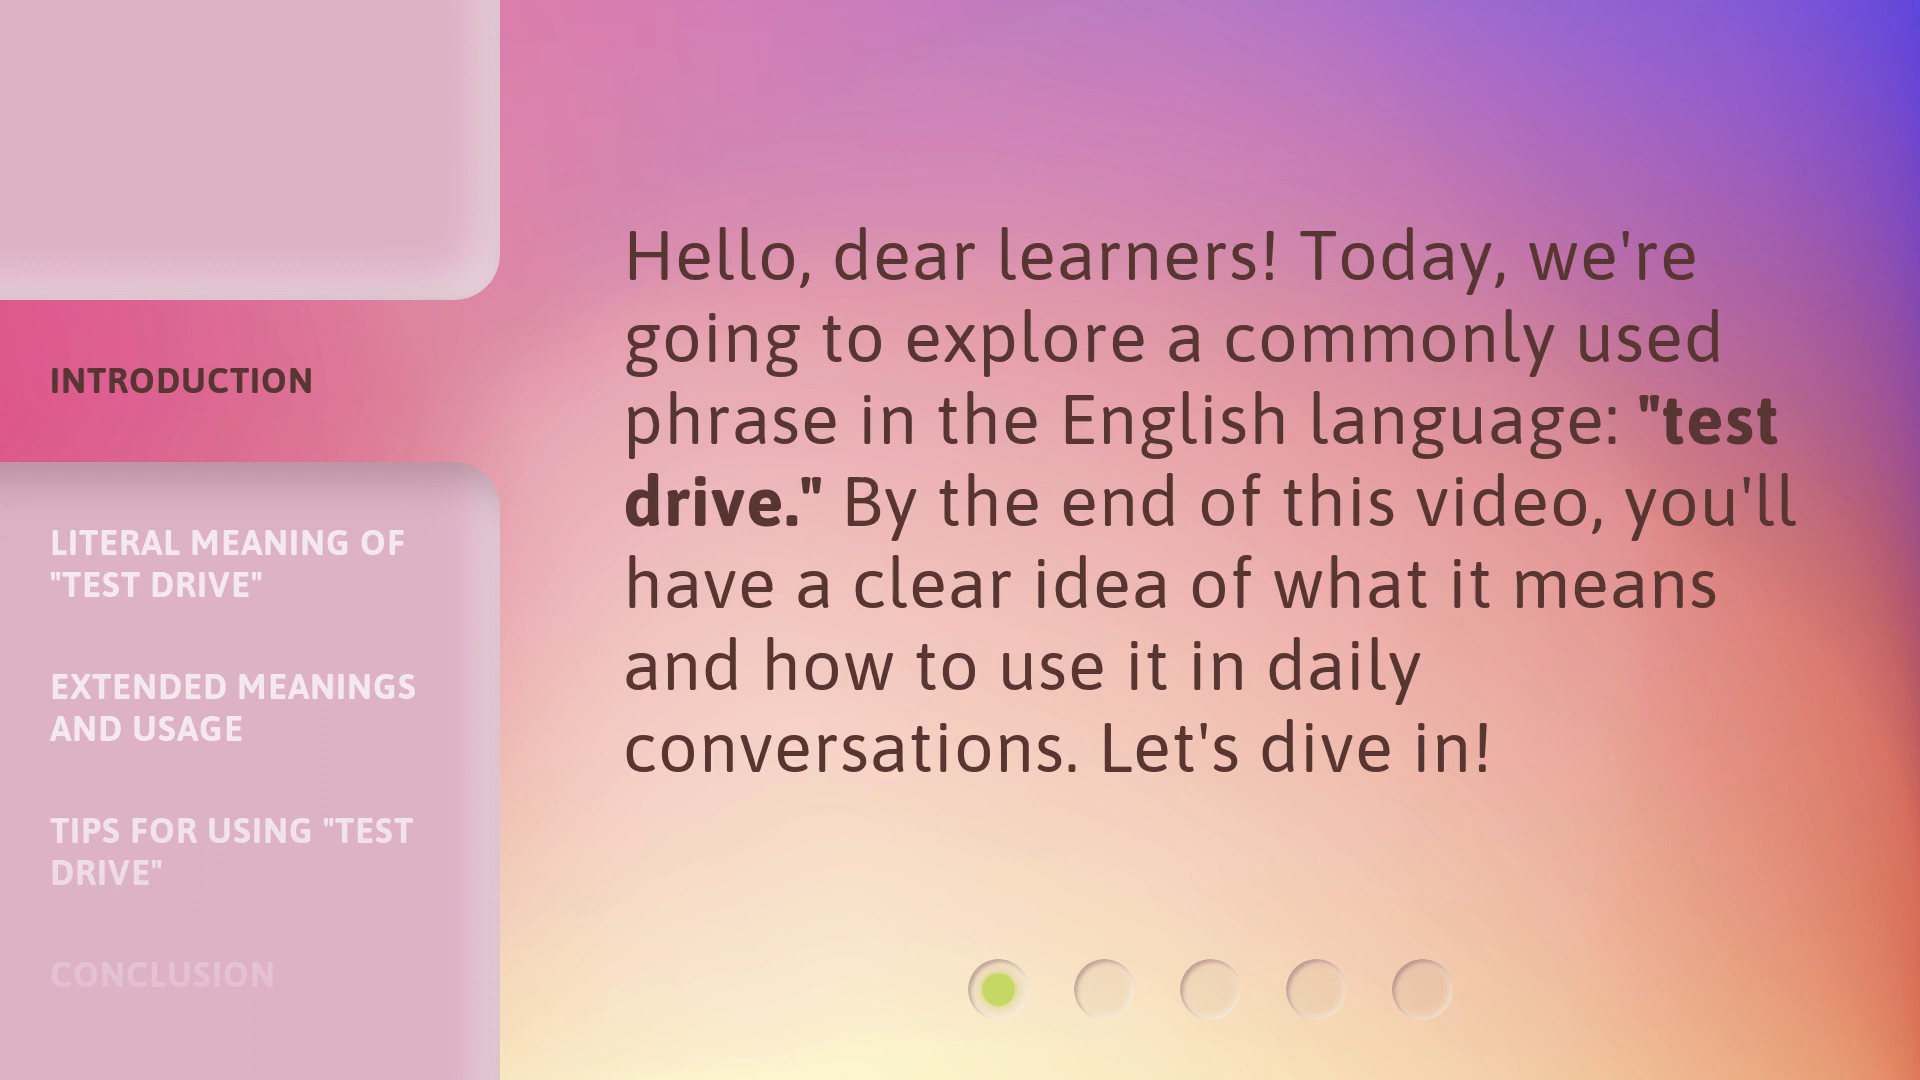 INTRODUCTION
LITERAL MEANING OF
"TEST DRIVE"
EXTENDED MEANINGS
AND USAGE
TIPS FOR USING "TEST
DRIVE"
CONCLUSION
Hello, dear learners! Today, we're
going to explore a commonly used
phrase in the English language: "test
drive." By the end of this video, you'll
have a clear idea of what it means
and how to use it in daily
conversations. Let's dive in!